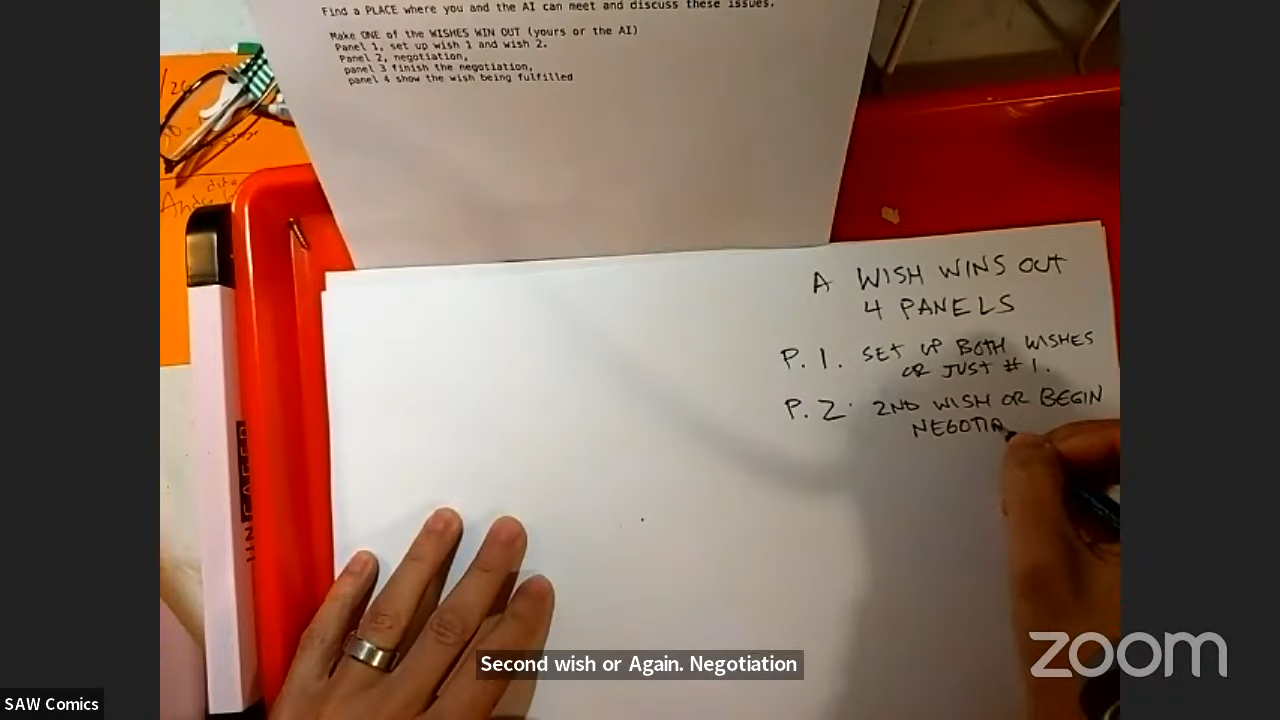 Find a PLACE where you and the AI can meet and discuss these issues.
Make ONE of the WISHES WIN OUT (yours or the AI)
Panel 1, set up wish 1 and wish 2.
Panel 2, negotiation,
panel 3 finish the negotiation,
panel 4 show the wish being fulfilled
A WISH WINS OUT
4 PANELS
P. 1. SET UP BOTH WISHES
OR JUST #1.
P. 2. 2ND WISH OR BEGIN
NEGOTIA
UNCAGED
Second wish or Again. Negotiation
zoom
SAW Comics